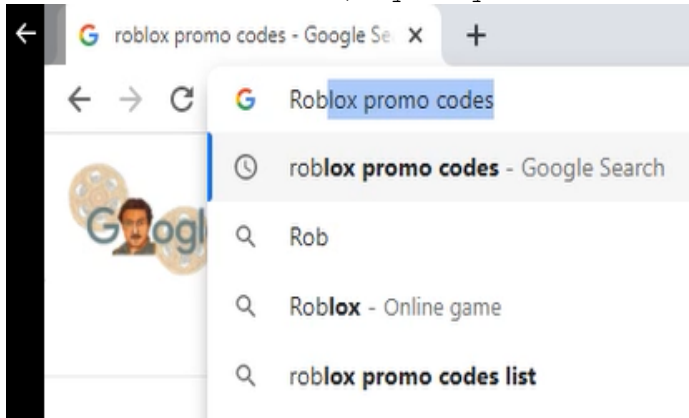 roblox promo codes - Google Se
Roblox promo codes
roblox promo codes - Google Search
Google
Rob
Roblox - Online game
roblox promo codes list